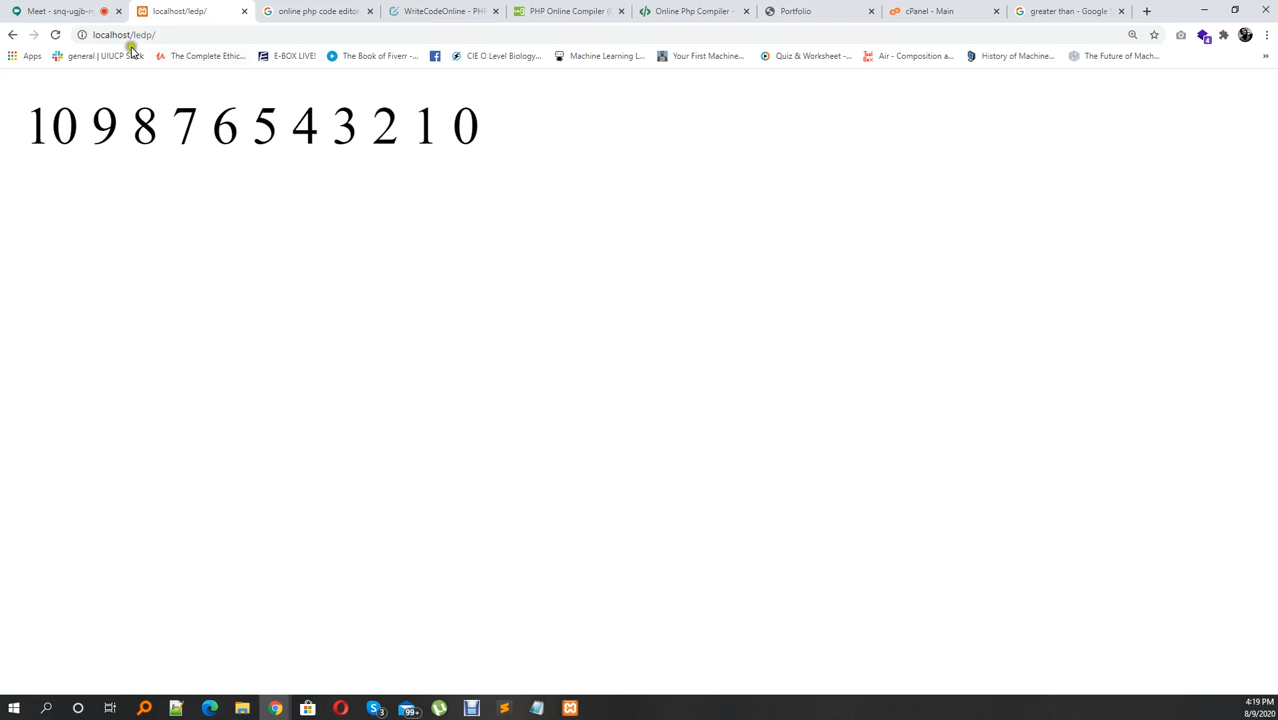 Meet - snq-ugjb-n
localhost/ledp/
online php code editor
WriteCodeOnline - PHP
PHP Online Compiler (
Online Php Compiler -
Portfolio
cPanel - Main
greater than - Google
localhost/ledp/
4
Apps
general | UIUCP Slack
The Complete Ethic...
E-BOX LIVE!
The Book of Fiverr -...
CIE O Level Biology...
Machine Learning L...
Your First Machine...
Quiz & Worksheet -...
Air - Composition a...
History of Machine...
The Future of Mach...
10 9 8 7 6 5 4 3 2 1 0
3
99+
4:19 PM
8/9/2020